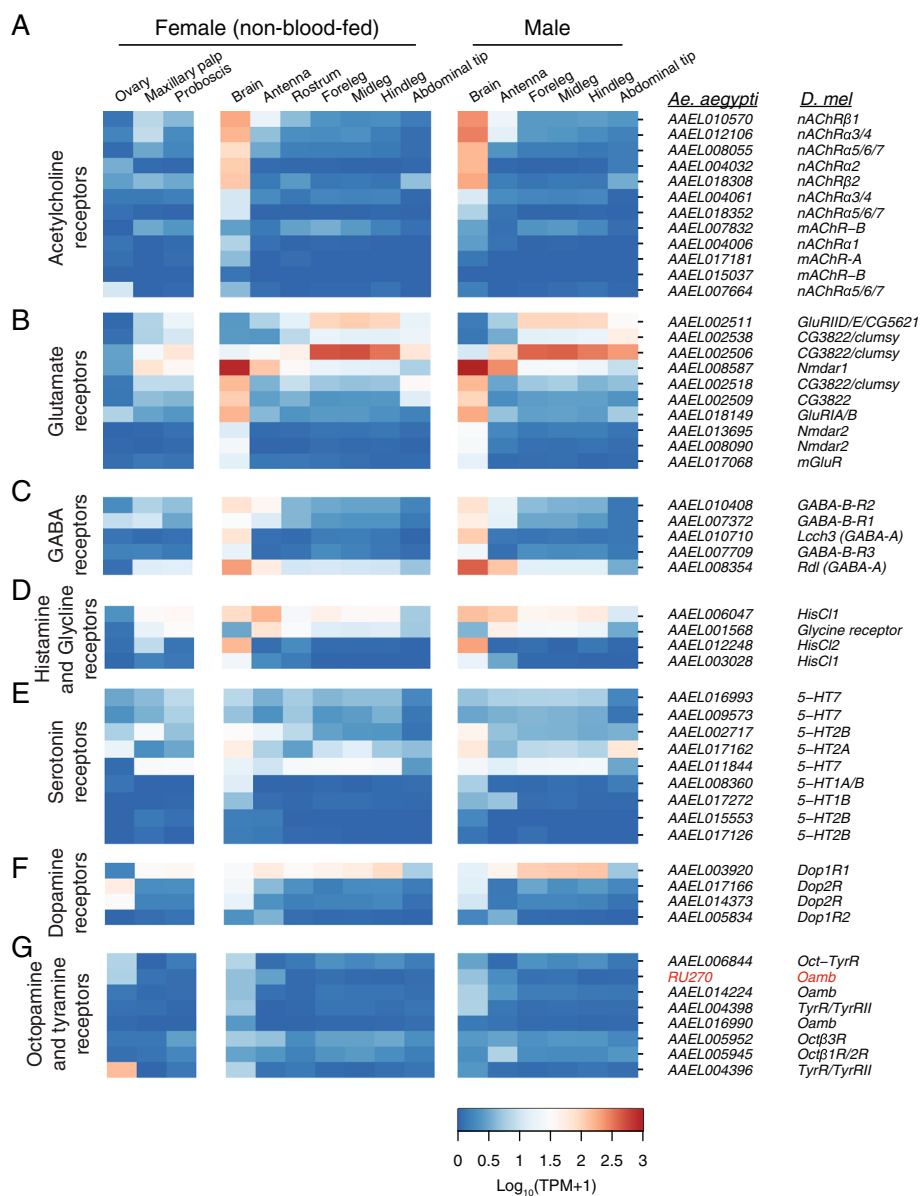 A
Female (non-blood-fed)
Male
Ovary
Maxillary palp
Proboscis
Brain
Antenna
Rostrum
Foreleg
Midleg
Hindleg
Abdominal tip
Brain
Antenna
Foreleg
Midleg
Hindleg
Abdominal tip
Ae. aegypti D. mel
Acetylcholine receptors
AAEL010570 nAChRβ1
AAEL012106 nAChRα3/4
AAEL008055 nAChRα5/6/7
AAEL004032 nAChRα2
AAEL018308 nAChRβ2
AAEL004061 nAChRα3/4
AAEL018352 nAChRα5/6/7
AAEL007832 mAChR−B
AAEL004006 nAChRα1
AAEL017181 mAChR-A
AAEL015037 mAChR−B
AAEL007664 nAChRα5/6/7
B
Glutamate receptors
AAEL002511 GluRIID/E/CG5621
AAEL002538 CG3822/clumsy
AAEL002506 CG3822/clumsy
AAEL008587 Nmdar1
AAEL002518 CG3822/clumsy
AAEL002509 CG3822
AAEL018149 GluRIA/B
AAEL013695 Nmdar2
AAEL008090 Nmdar2
AAEL017068 mGluR
C
GABA receptors
AAEL010408 GABA-B-R2
AAEL007372 GABA-B-R1
AAEL010710 Lcch3 (GABA-A)
AAEL007709 GABA-B-R3
AAEL008354 Rdl (GABA-A)
D
Histamine and Glycline receptors
AAEL006047 HisCl1
AAEL001568 Glycine receptor
AAEL012248 HisCl2
AAEL003028 HisCl1
E
Serotonin receptors
AAEL016993 5−HT7
AAEL009573 5−HT7
AAEL002717 5−HT2B
AAEL017162 5−HT2A
AAEL011844 5−HT7
AAEL008360 5−HT1A/B
AAEL017272 5−HT1B
AAEL015553 5−HT2B
AAEL017126 5−HT2B
F
Dopamine receptors
AAEL003920 Dop1R1
AAEL017166 Dop2R
AAEL014373 Dop2R
AAEL005834 Dop1R2
G
Octopamine and tyramine receptors
AAEL006844 Oct−TyrR
RU270 Oamb
AAEL014224 Oamb
AAEL004398 TyrR/TyrRII
AAEL016990 Oamb
AAEL005952 Octβ3R
AAEL005945 Octβ1R/2R
AAEL004396 TyrR/TyrRII
0 0.5 1 1.5 2 2.5 3
Log10(TPM+1)